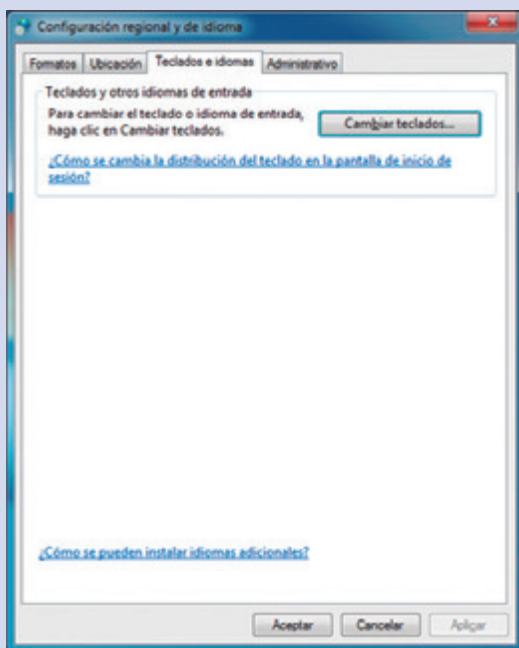 Configuración regional y de idioma
Formatos Ubicación Teclados e idiomas Administrativo
Teclados y otros idiomas de entrada
Para cambiar el teclado o idioma de entrada,
haga clic en Cambiar teclados.
Cambiar teclados...
¿Cómo se cambia la distribución del teclado en la pantalla de inicio de
sesión?
¿Cómo se pueden instalar idiomas adicionales?
Aceptar Cancelar Aplicar